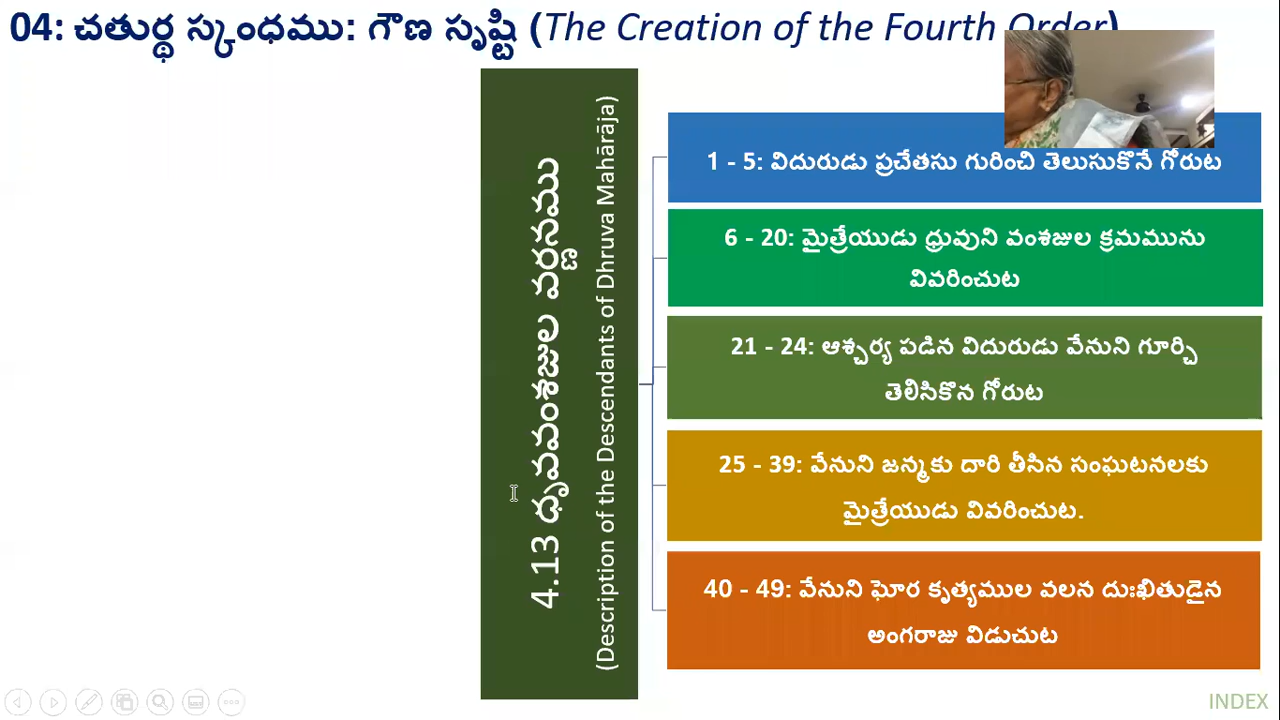 04: చతుర్థ స్కంధము: గౌణ సృష్టి (The Creation of the Fourth Order)
4.13 ధృవవంశజుల వర్ణనము
(Description of the Descendants of Dhruva Mahārāja)
1 - 5: విదురుడు ప్రచేతసు గురించి తెలుసుకొనే గోరుట
6 - 20: మైత్రేయుడు ధ్రువుని వంశజుల క్రమమును
వివరించుట
21 - 24: ఆశ్చర్య పడిన విదురుడు వేనుని గూర్చి
తెలిసికొన గోరుట
25 - 39: వేనుని జన్మకు దారి తీసిన సంఘటనలకు
మైత్రేయుడు వివరించుట.
40 - 49: వేనుని ఘోర కృత్యముల వలన దుఃఖితుడైన
అంగరాజు విడుచుట
INDEX